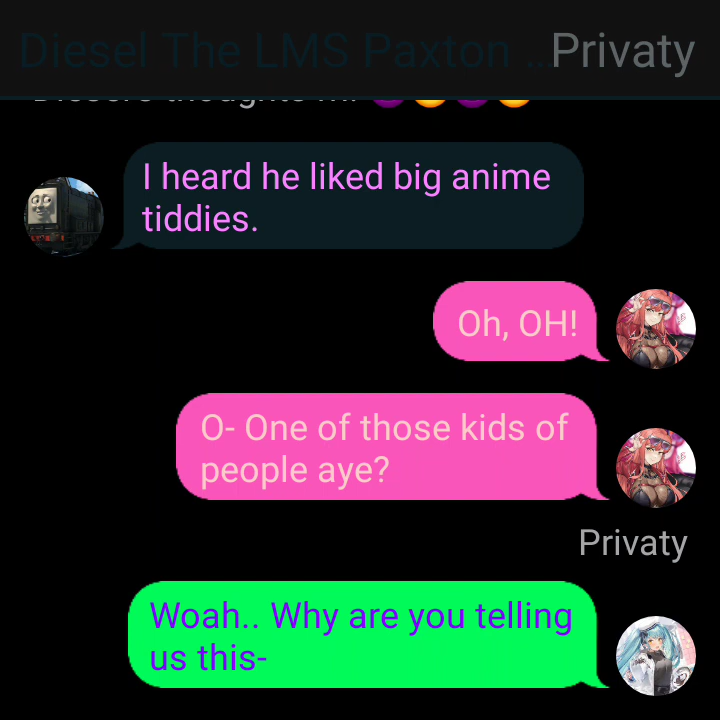 Diesel The LMS Paxton ... Privaty
I heard he liked big anime
tiddies.
Oh, OH!
O- One of those kids of
people aye?
Privaty
Woah.. Why are you telling
us this-